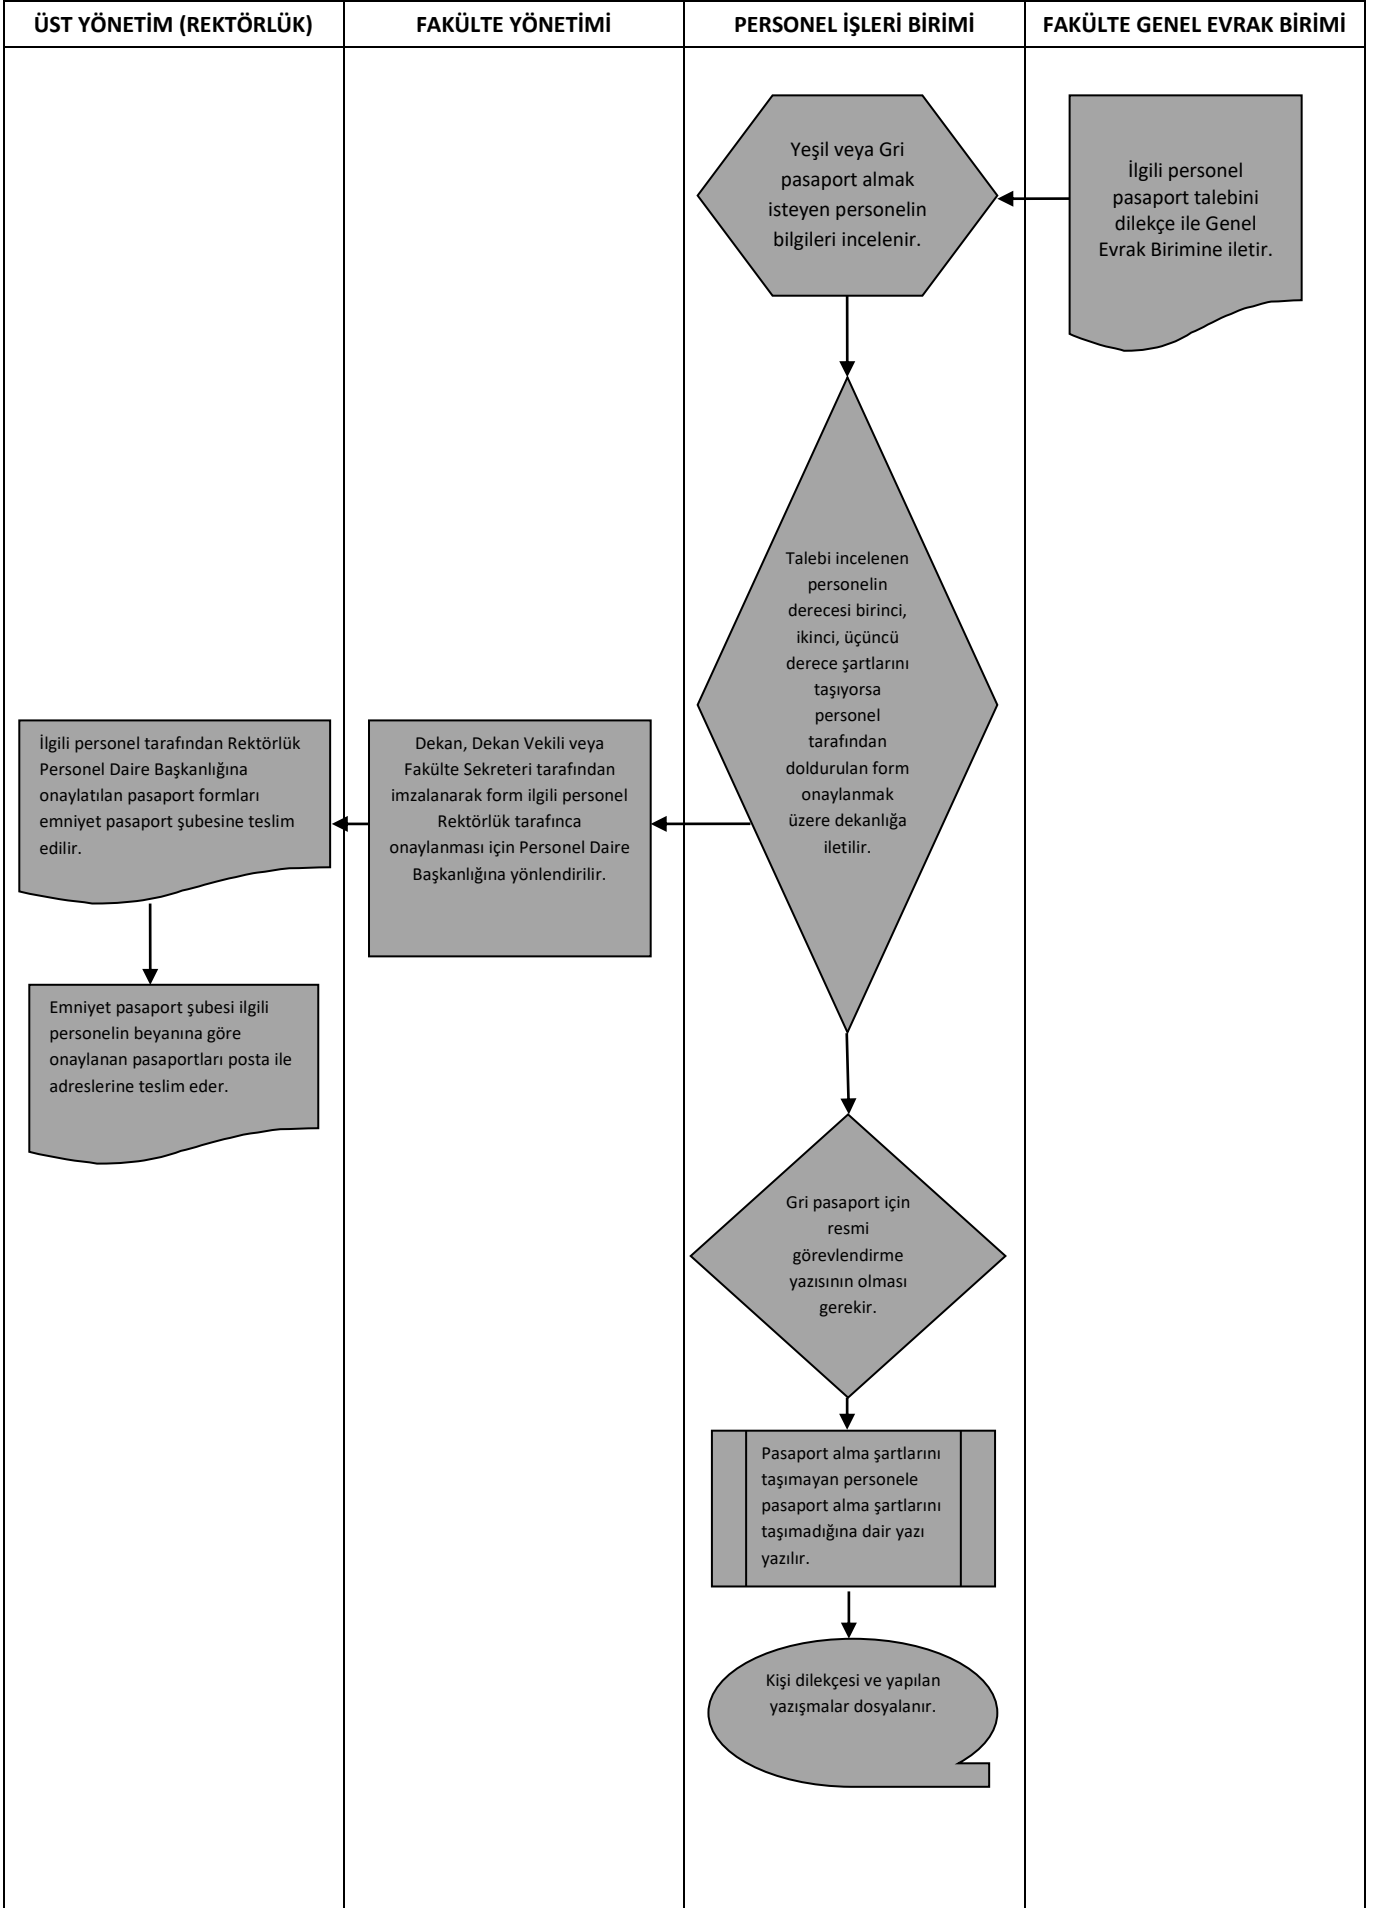 ÜST YÖNETİM (REKTÖRLÜK)
FAKÜLTE YÖNETİMİ
PERSONEL İŞLERİ BİRİMİ
FAKÜLTE GENEL EVRAK BİRİMİ
İlgili personel
pasaport talebini
dilekçe ile Genel
Evrak Birimine iletir.
Yeşil veya Gri
pasaport almak
isteyen personelin
bilgileri incelenir.
Talebi incelenen
personelin
derecesi birinci,
ikinci, üçüncü
derece şartlarını
taşıyorsa
personel
tarafından
doldurulan form
onaylanmak
üzere dekanlığa
iletilir.
Dekan, Dekan Vekili veya
Fakülte Sekreteri tarafından
imzalanarak form ilgili personel
Rektörlük tarafınca
onaylanması için Personel Daire
Başkanlığına yönlendirilir.
İlgili personel tarafından Rektörlük
Personel Daire Başkanlığına
onaylatılan pasaport formları
emniyet pasaport şubesine teslim
edilir.
Emniyet pasaport şubesi ilgili
personelin beyanına göre
onaylanan pasaportları posta ile
adreslerine teslim eder.
Gri pasaport için
resmi
görevlendirme
yazısının olması
gerekir.
Pasaport alma şartlarını
taşımayan personele
pasaport alma şartlarını
taşımadığına dair yazı
yazılır.
Kişi dilekçesi ve yapılan
yazışmalar dosyalanır.